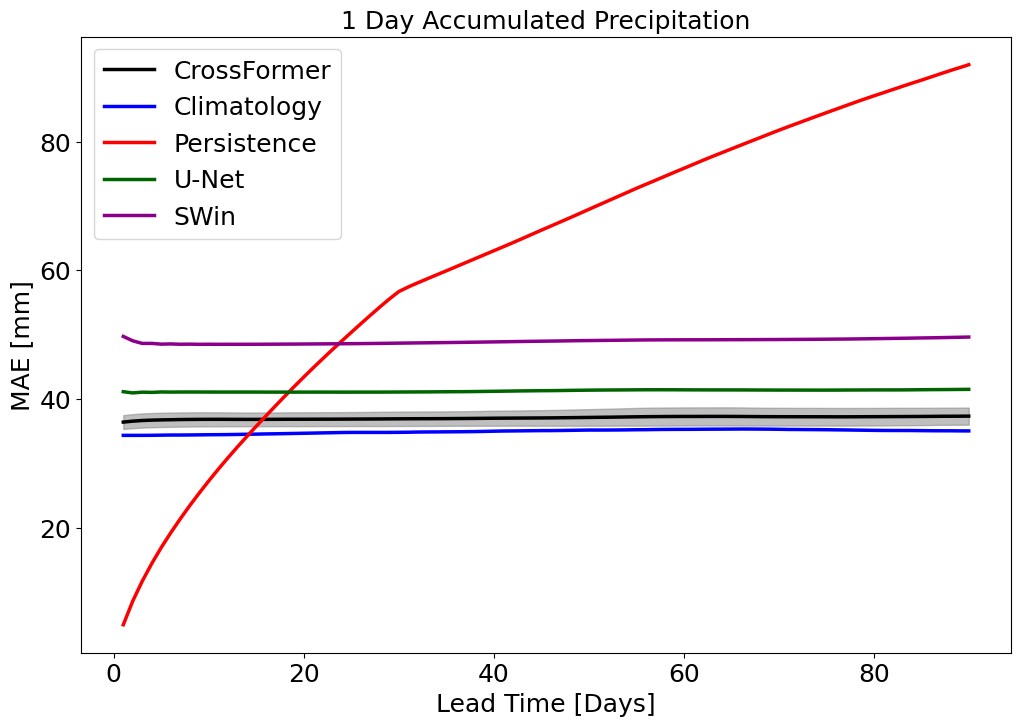 1 Day Accumulated Precipitation
CrossFormer
Climatology
Persistence
U-Net
SWin
MAE [mm]
80
60
40
20
0 20 40 60 80
Lead Time [Days]